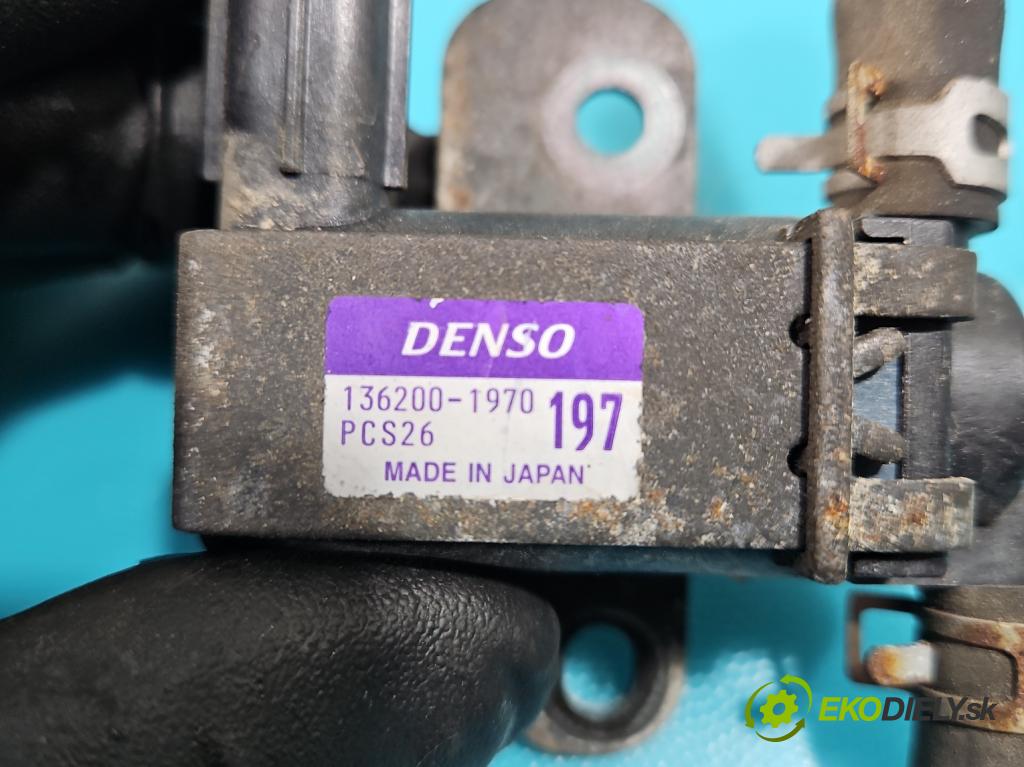 DENSO
136200-1970 197
PCS26
MADE IN JAPAN
EKODIELY.sk